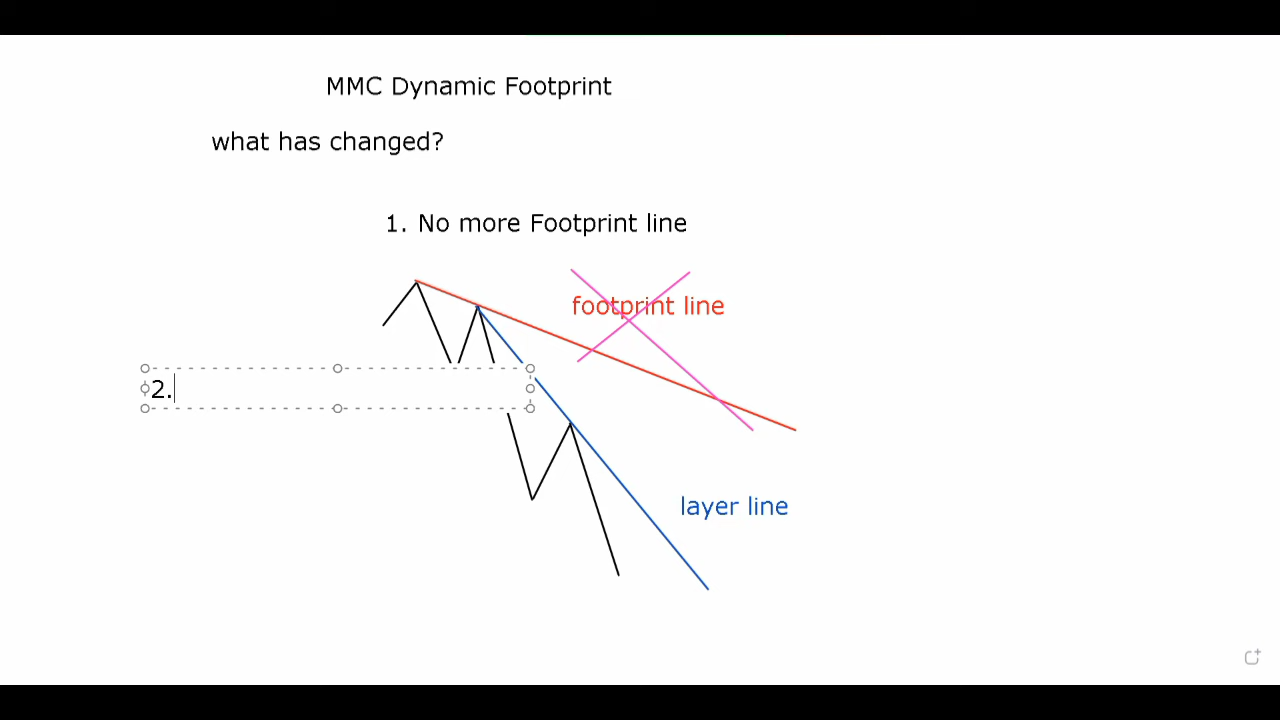 MMC Dynamic Footprint
what has changed?
1. No more Footprint line
footprint line
2.
layer line